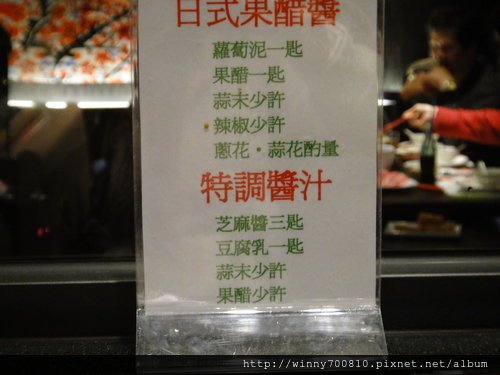 日式果醋醬
蘿蔔泥一匙
果醋一匙
蒜末少許
辣椒少許
蔥花・蒜花酌量
特調醬汁
芝麻醬三匙
豆腐乳一匙
蒜末少許
果醋少許
http://winny700810.pixnet.net/album